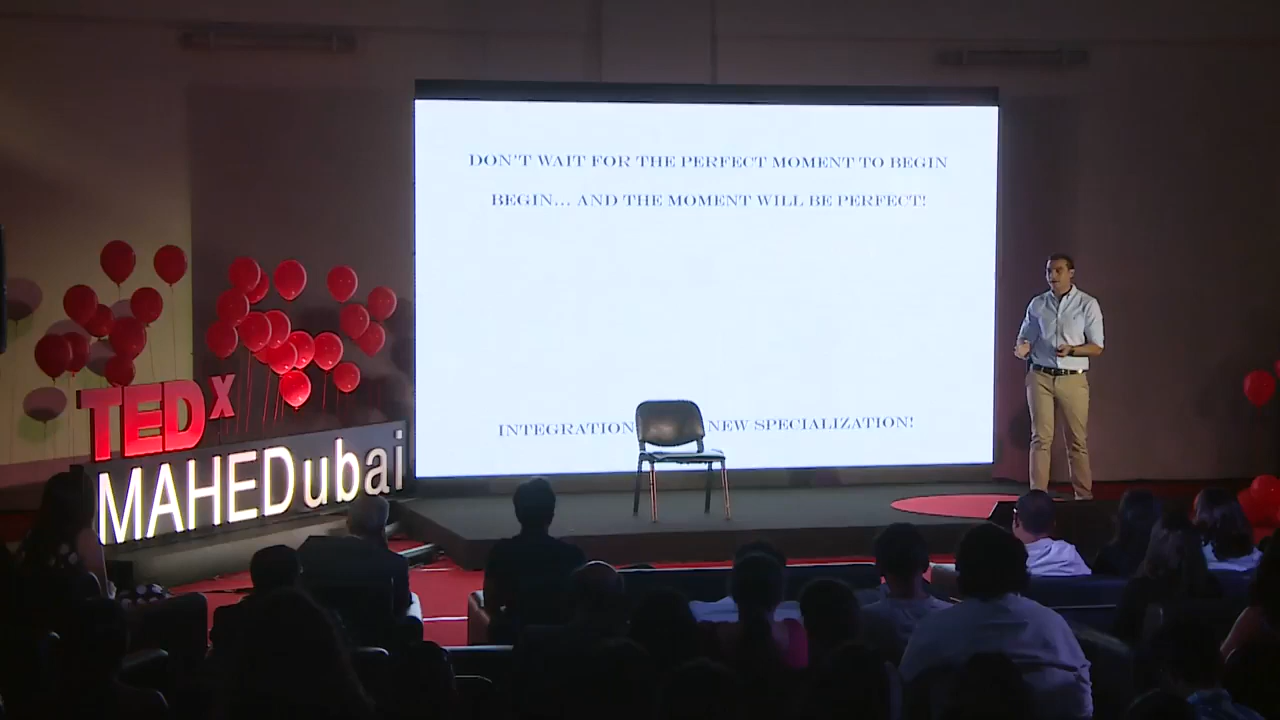 DON'T WAIT FOR THE PERFECT MOMENT TO BEGIN
BEGIN... AND THE MOMENT WILL BE PERFECT!
INTEGRATION NEW SPECIALIZATION!
TEDx
MAHEDubai